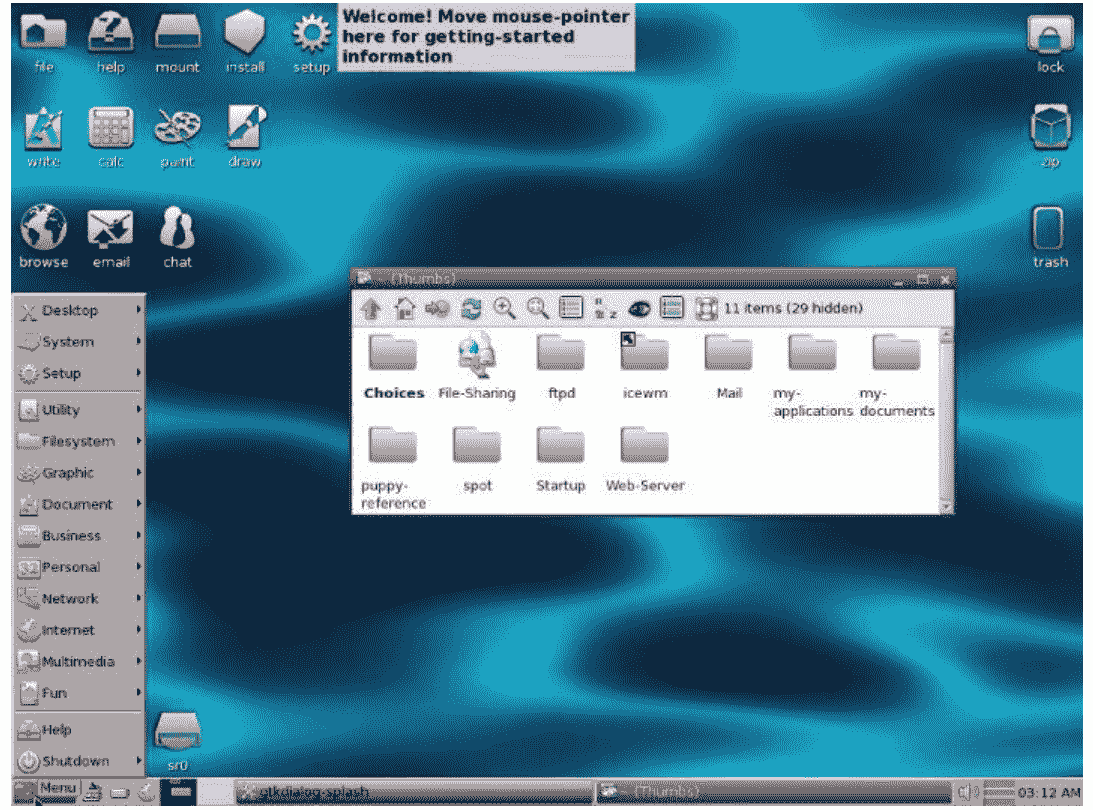 Welcome! Move mouse-pointer
here for getting-started
information
file help mount install setup lock
write calc paint draw zip
browse email chat trash
~ (Thumbs)
11 items (29 hidden)
Choices File-Sharing ftpd icewm Mail my-applications my-documents
puppy-reference spot Startup Web-Server
Desktop
System
Setup
Utility
Filesystem
Graphic
Document
Business
Personal
Network
Internet
Multimedia
Fun
Help
Shutdown
sr0
Menu gtkdialog-splash ~ (Thumbs) 03:12 AM